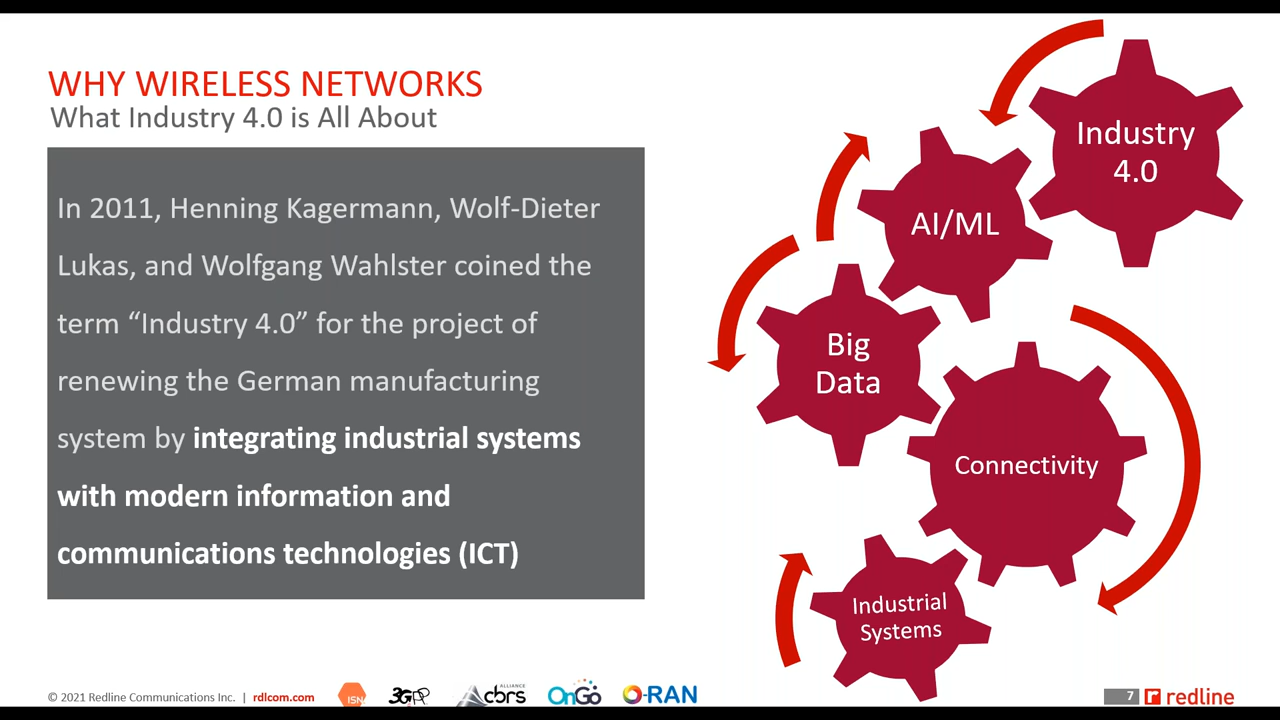 WHY WIRELESS NETWORKS
What Industry 4.0 is All About
In 2011, Henning Kagermann, Wolf-Dieter
Lukas, and Wolfgang Wahlster coined the
term “Industry 4.0” for the project of
renewing the German manufacturing
system by integrating industrial systems
with modern information and
communications technologies (ICT)
Industry
4.0
AI/ML
Big
Data
Connectivity
Industrial
Systems
© 2021 Redline Communications Inc. | rdlcom.com
ISN
3GPP
ALLIANCE
cbrs
OnGo
O-RAN
7
redline